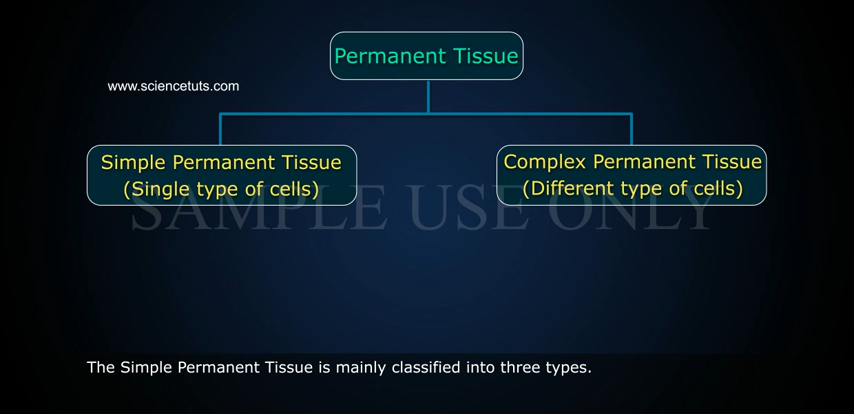 Permanent Tissue
www.sciencetuts.com
Simple Permanent Tissue
(Single type of cells)
Complex Permanent Tissue
(Different type of cells)
SAMPLE USE ONLY
The Simple Permanent Tissue is mainly classified into three types.